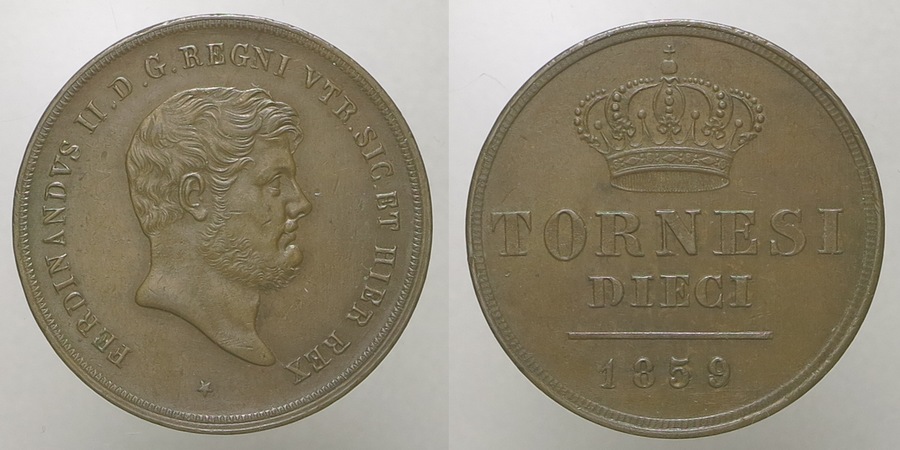 FERDINANDVS II.D.G.REGNI VTR.SIC.ET HIER REX
TORNESI
DIECI
1859